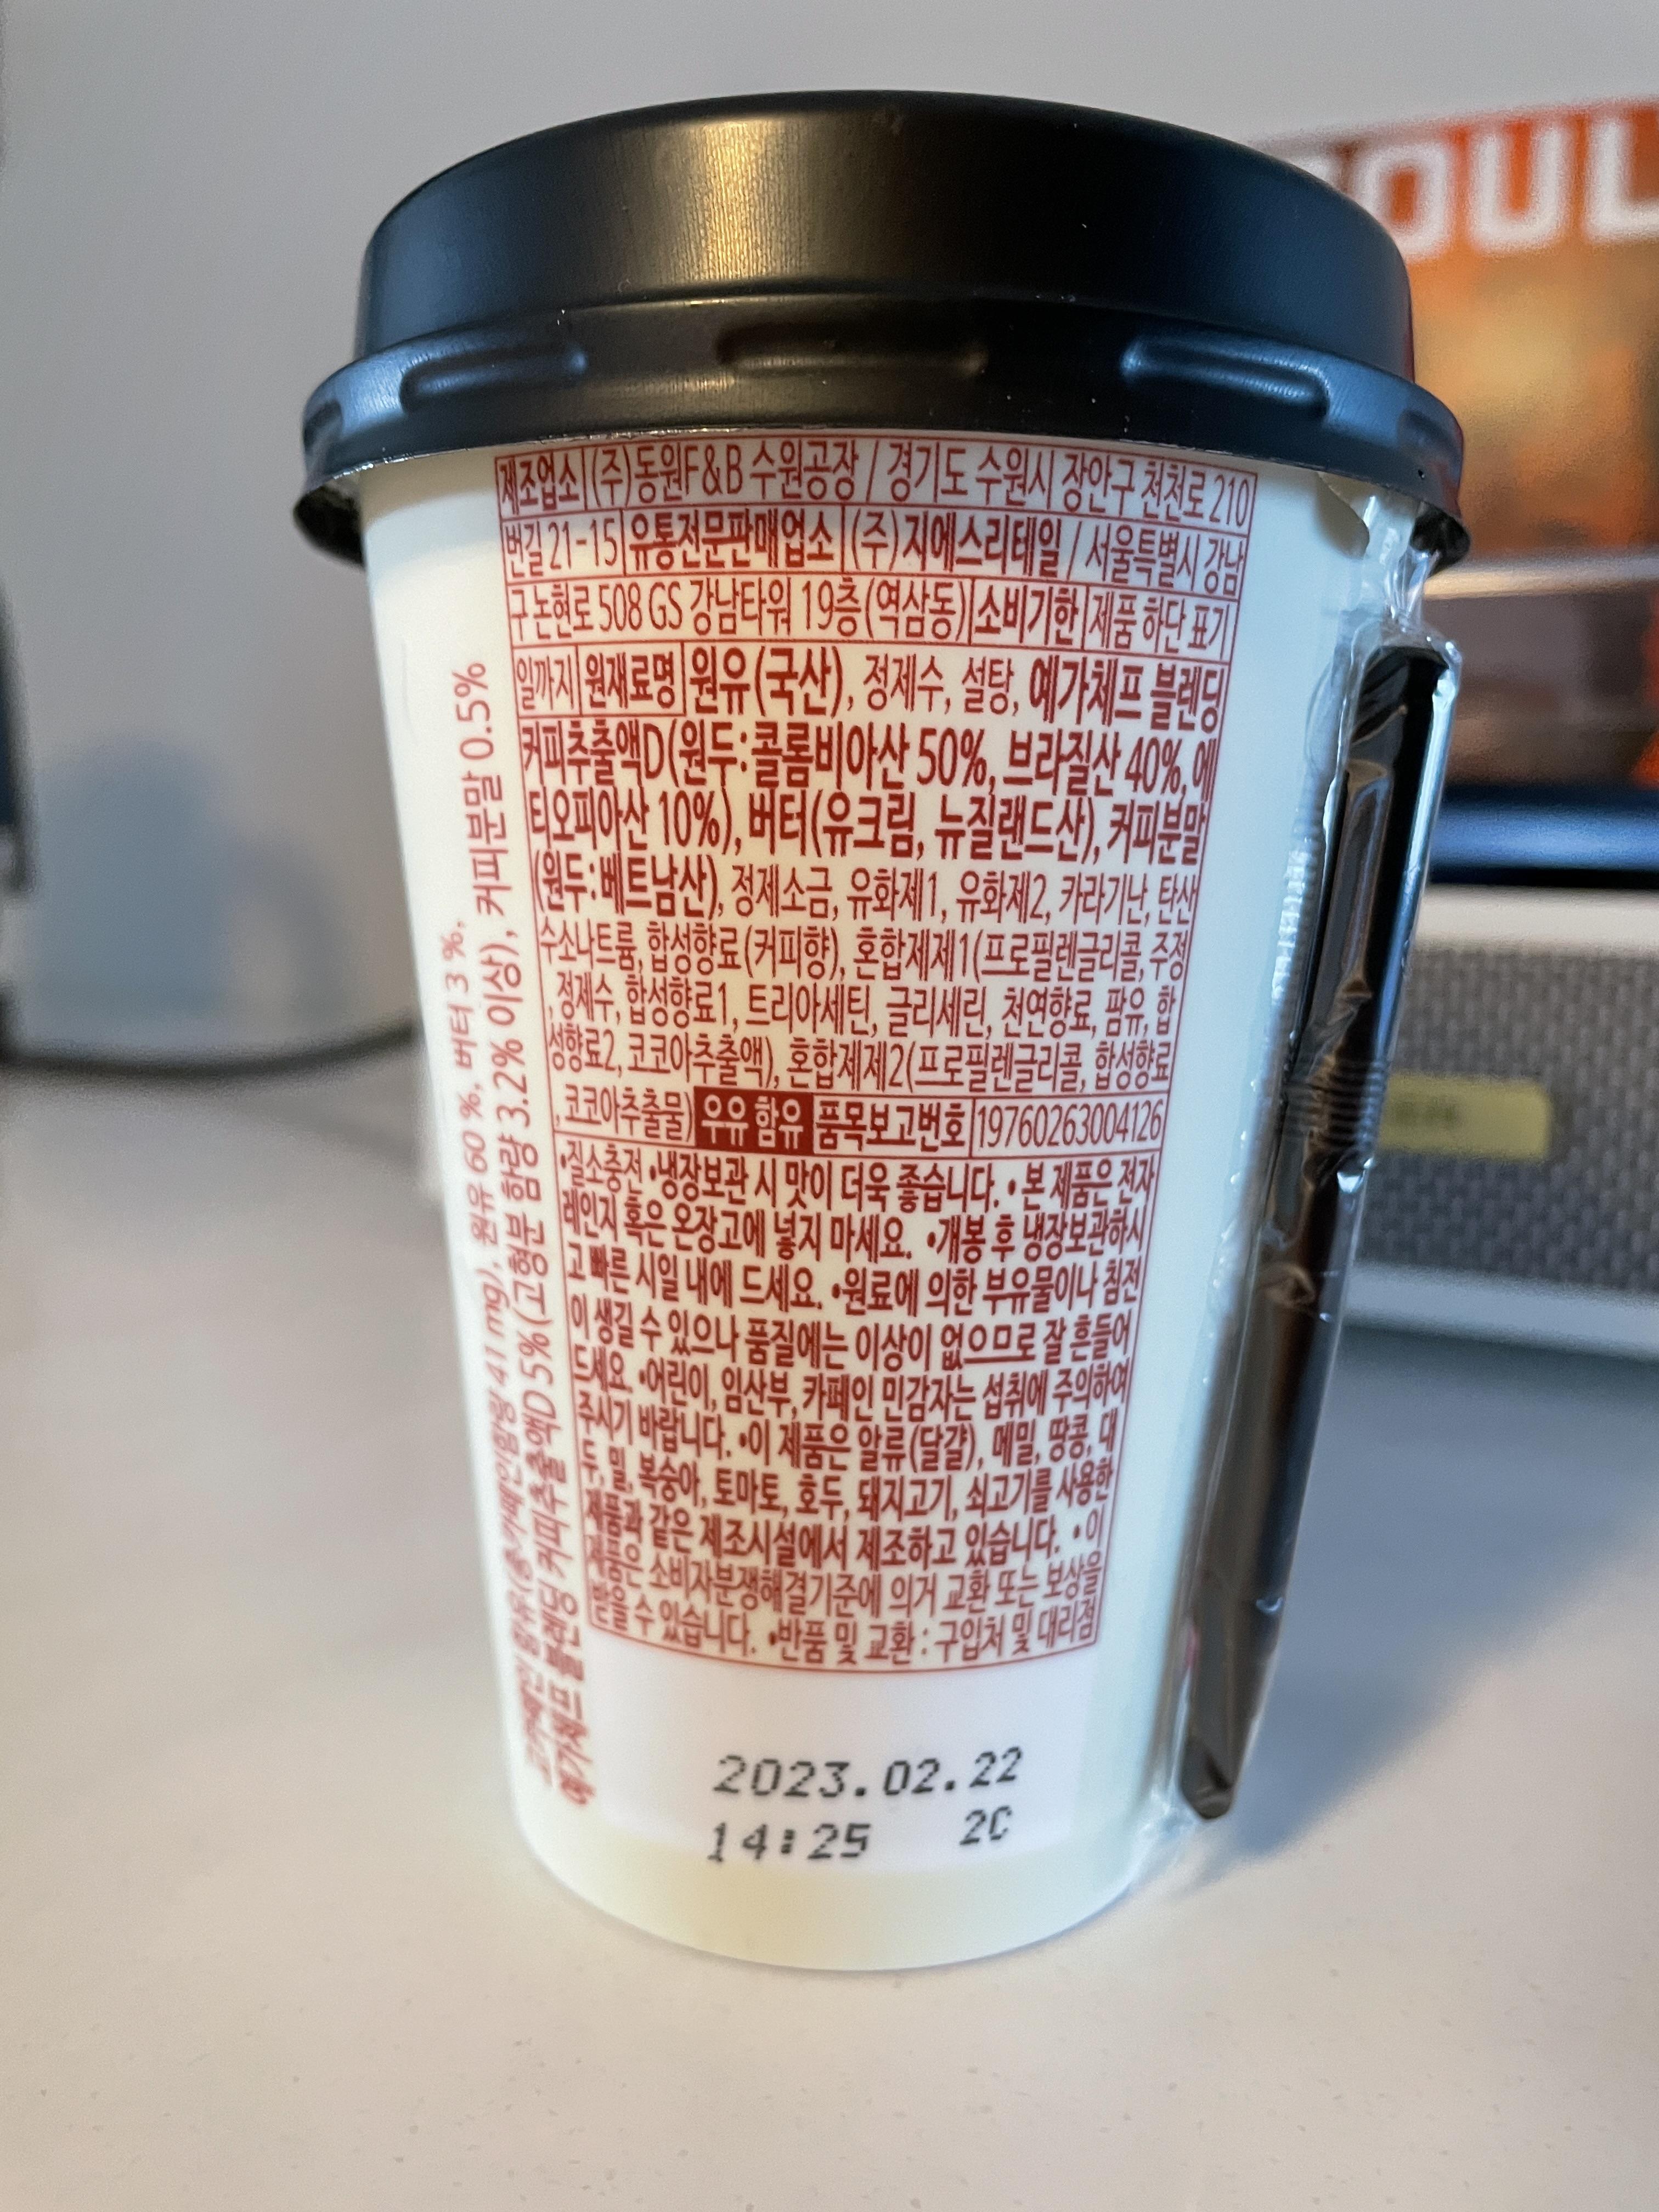 OUL
제조업소 (주)동원F&B 수원공장 / 경기도 수원시 장안구 천천로 210
번길 21-15 유통전문판매업소 (주)지에스리테일 / 서울특별시 강남
구 논현로 508 GS 강남타워 19층(역삼동) 소비기한 제품 하단 표기
일까지 원재료명 원유(국산), 정제수, 설탕, 예가체프 블렌딩
커피추출액D(원두:콜롬비아산 50%, 브라질산 40%, 에
티오피아산 10%), 버터(유크림, 뉴질랜드산), 커피분말
(원두:베트남산), 정제소금, 유화제1, 유화제2, 카라기난, 탄산
수소나트륨, 합성향료(커피향), 혼합제제1(프로필렌글리콜, 주정
, 정제수, 합성향료1, 트리아세틴, 글리세린, 천연향료, 팜유, 합
성향료2, 코코아추출액), 혼합제제2(프로필렌글리콜, 합성향료
, 코코아추출물) 우유 함유 품목보고번호 19760263004126
•질소충전 •냉장보관 시 맛이 더욱 좋습니다. •본 제품은 전자
레인지 혹은 온장고에 넣지 마세요. •개봉 후 냉장보관하시
고 빠른 시일 내에 드세요. •원료에 의한 부유물이나 침전
이 생길 수 있으나 품질에는 이상이 없으므로 잘 흔들어
드세요. •어린이, 임산부, 카페인 민감자는 섭취에 주의하여
주시기 바랍니다. •이 제품은 알류(달걀), 메밀, 땅콩, 대
두, 밀, 복숭아, 토마토, 호두, 돼지고기, 쇠고기를 사용한
제품과 같은 제조시설에서 제조하고 있습니다. •이
제품은 소비자분쟁해결기준에 의거 교환 또는 보상을
받을 수 있습니다. •반품 및 교환 : 구입처 및 대리점
고카페인 함유(총카페인함량 41 mg), 원유 60 %, 버터 3 %,
예가체프 블렌딩 커피추출액D 5%(고형분 함량 3.2% 이상), 커피분말 0.5%
2023.02.22
14:25 2C